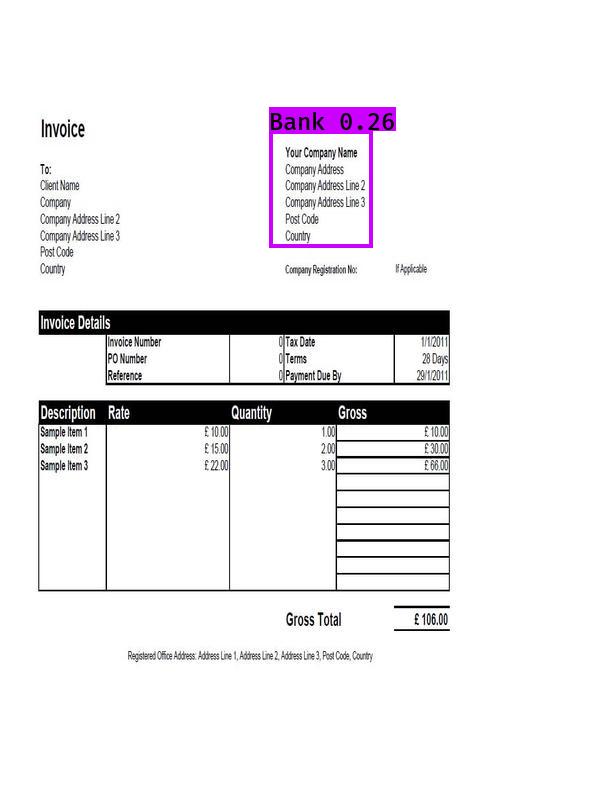 Bank 0.26
Invoice
Your Company Name
To: Company Address
Client Name Company Address Line 2
Company Company Address Line 3
Company Address Line 2 Post Code
Company Address Line 3 Country
Post Code
Country Company Registration No: If Applicable
Invoice Details
Invoice Number 0 Tax Date 1/1/2011
PO Number 0 Terms 28 Days
Reference 0 Payment Due By 29/1/2011
Description Rate Quantity Gross
Sample Item 1 £ 10.00 1.00 £ 10.00
Sample Item 2 £ 15.00 2.00 £ 30.00
Sample Item 3 £ 22.00 3.00 £ 66.00
Gross Total £ 106.00
Registered Office Address: Address Line 1, Address Line 2, Address Line 3, Post Code, Country